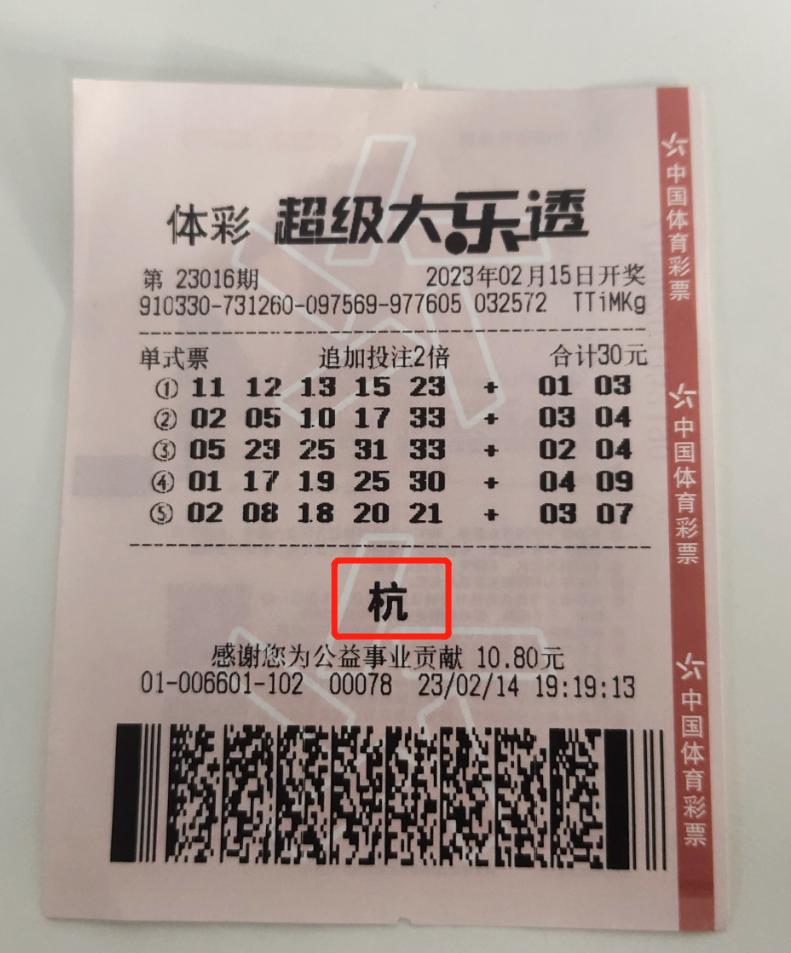 体彩 超级大乐透
第 23016期 2023年02月15日开奖
910330-731260-097569-977605 032572 TTiMKg
单式票 追加投注2倍 合计30元
① 11 12 13 15 23 + 01 03
② 02 05 10 17 33 + 03 04
③ 05 23 25 31 33 + 02 04
④ 01 17 19 25 30 + 04 09
⑤ 02 08 18 20 21 + 03 07
杭
感谢您为公益事业贡献 10.80元
01-006601-102 00078 23/02/14 19:19:13
中国体育彩票
中国体育彩票
中国体育彩票